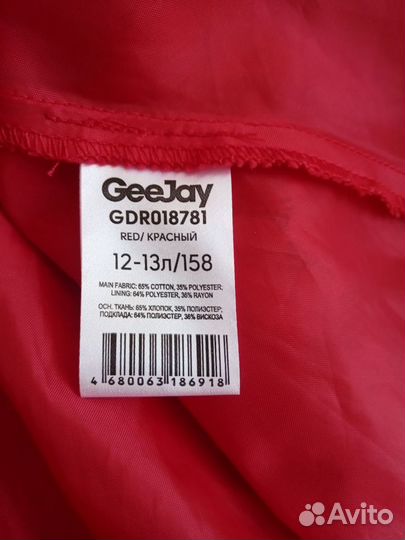 GeeJay
GDR018781
RED/ КРАСНЫЙ
12-13л/158
MAIN FABRIC: 65% COTTON, 35% POLYESTER;
LINING: 64% POLYESTER, 36% RAYON
ОСН. ТКАНЬ: 65% ХЛОПОК, 35% ПОЛИЭСТЕР;
ПОДКЛАДА: 64% ПОЛИЭСТЕР, 36% ВИСКОЗА
4 680063 186918
Avito